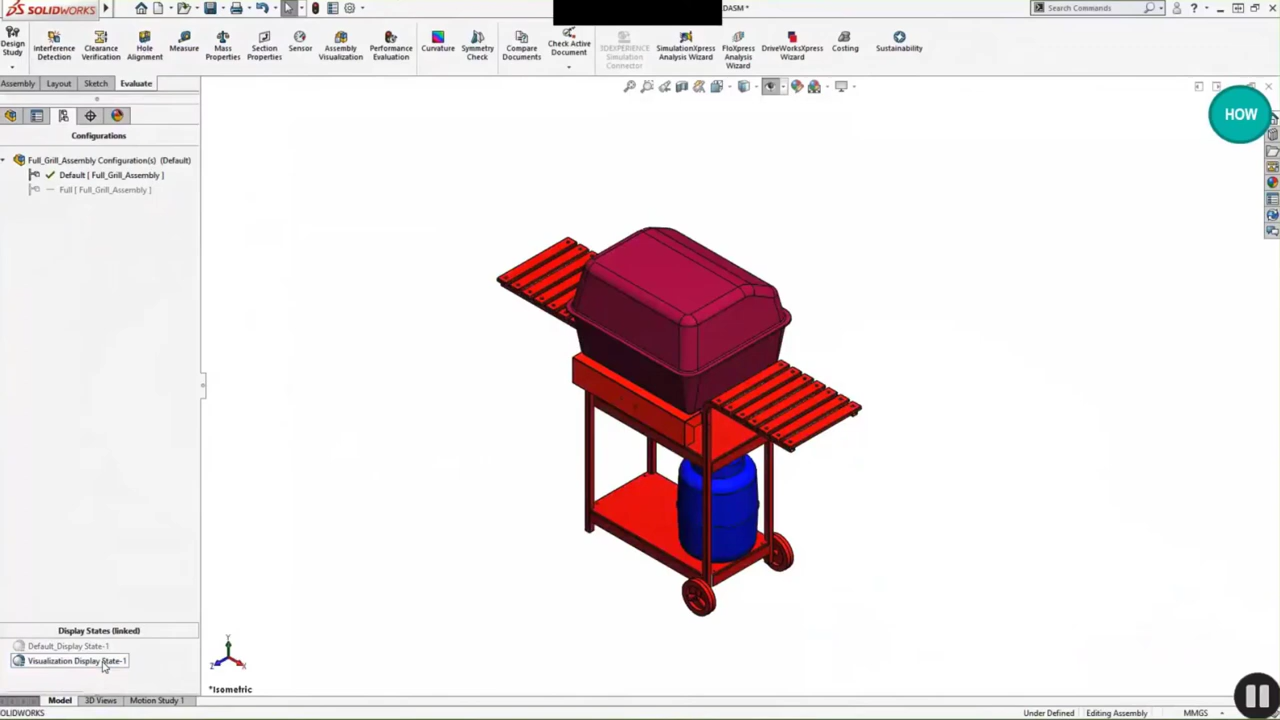 SOLIDWORKS
DASM *
Search Commands
Design Study
Interference Detection
Clearance Verification
Hole Alignment
Measure
Mass Properties
Section Properties
Sensor
Assembly Visualization
Performance Evaluation
Curvature
Symmetry Check
Compare Documents
Check Active Document
3DEXPERIENCE Simulation Connector
SimulationXpress Analysis Wizard
FloXpress Analysis Wizard
DriveWorksXpress Wizard
Costing
Sustainability
Assembly
Layout
Sketch
Evaluate
HOW
Configurations
Full_Grill_Assembly Configuration(s) (Default)
Default [ Full_Grill_Assembly ]
Full [ Full_Grill_Assembly ]
Display States (linked)
Default_Display State-1
Visualization Display State-1
Y
Z
X
*Isometric
Model
3D Views
Motion Study 1
SOLIDWORKS
Under Defined
Editing Assembly
MMGS